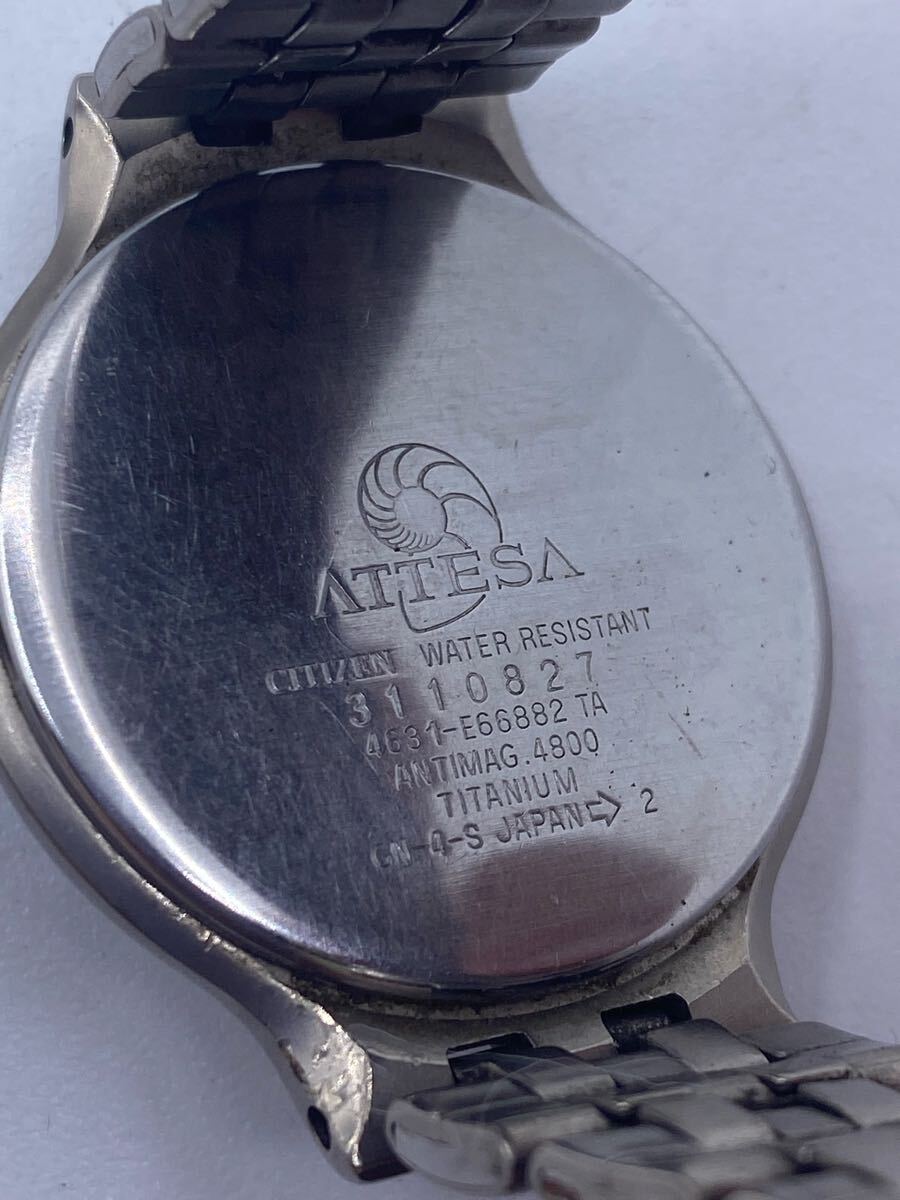 ATTESA
CITIZEN WATER RESISTANT
3110827
4631-E66882 TA
ANTIMAG.4800
TITANIUM
GN-4-S JAPAN⇨ 2